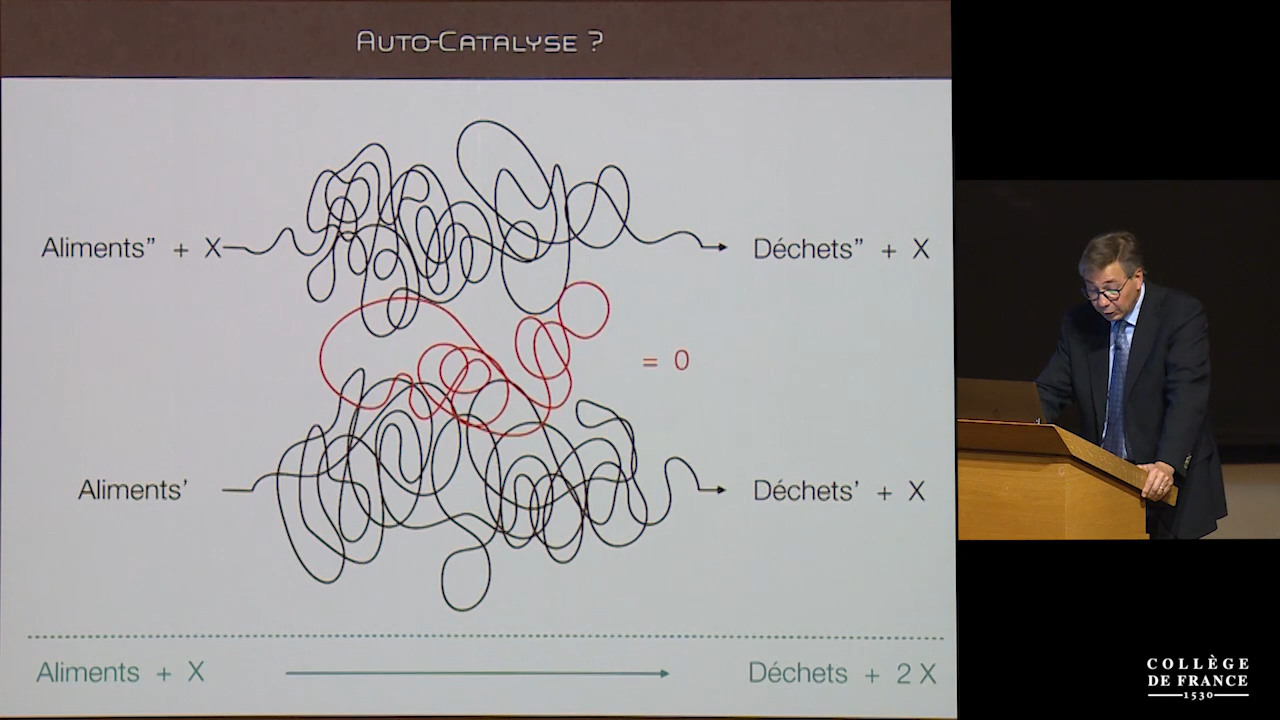 AUTO-CATALYSE ?
Aliments” + X
Déchets” + X
= 0
Aliments’
Déchets’ + X
Aliments + X
Déchets + 2 X
COLLÈGE
DE FRANCE
1530